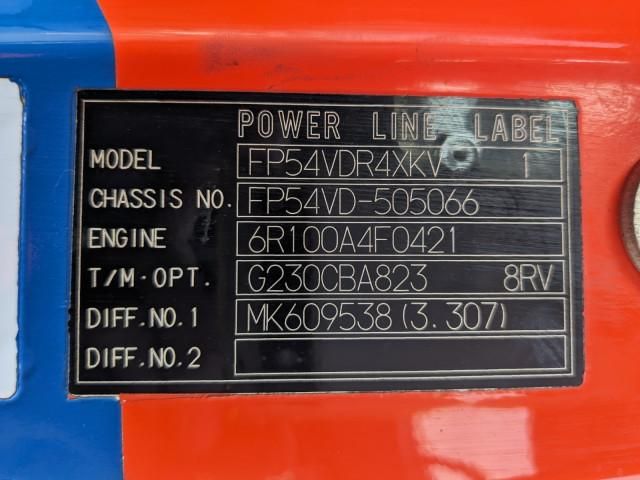 POWER LINE LABEL
MODEL FP54VDR4XKV 1
CHASSIS NO. FP54VD-505066
ENGINE 6R100A4F0421
T/M·OPT. G230CBA823 8RV
DIFF.NO.1 MK609538(3.307)
DIFF.NO.2